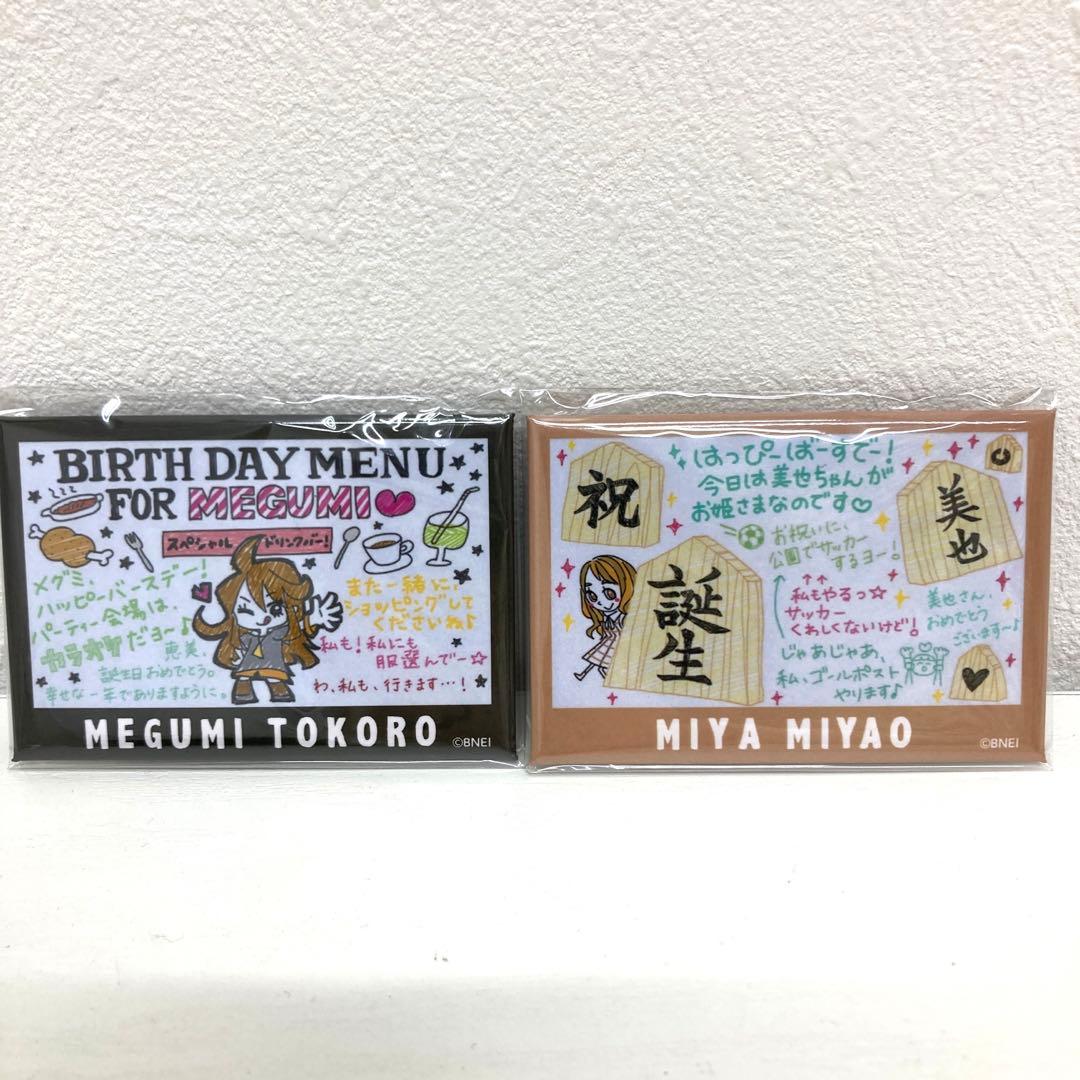 BIRTH DAY MENU
FOR MEGUMI
スペシャル ドリンクバー!
メグミ、
ハッピーバースデー!
パーティー会場は、
カラオケだヨ〜♪
恵美、
誕生日おめでとう。
幸せな一年でありますように。
また一緒に、
ショッピングして
くださいね♪
私も!私にも
服選んでー☆
わ、私も、行きます…!
MEGUMI TOKORO
©BNEI
はっぴーばーすでー!
今日は美也ちゃんが
お姫さまなのです♡
祝
誕生
美也
お祝いに、
公園でサッカー
するヨー!
私もやるっ☆
サッカー
くわしくないけど!
じゃあじゃあ、
私、ゴールポスト
やります♪
美也さん、
おめでとう
ございます〜♪
MIYA MIYAO
©BNEI